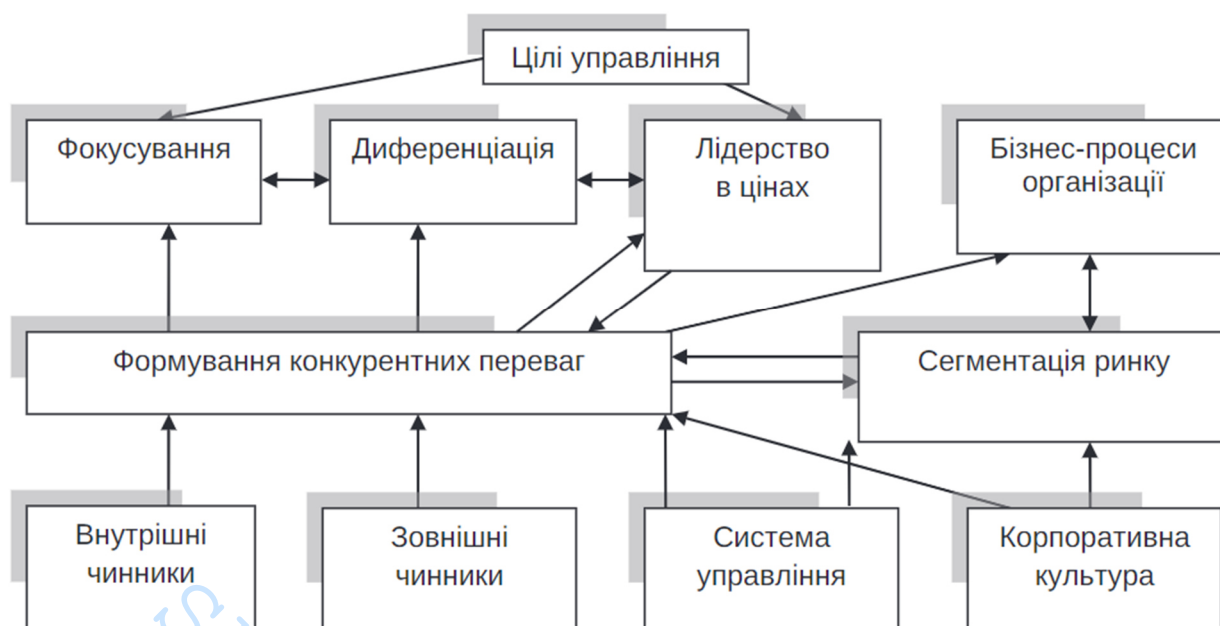 Цілі управління
Фокусування
Диференціація
Лідерство
в цінах
Бізнес-процеси
організації
Формування конкурентних переваг
Сегментація ринку
Внутрішні
чинники
Зовнішні
чинники
Система
управління
Корпоративна
культура